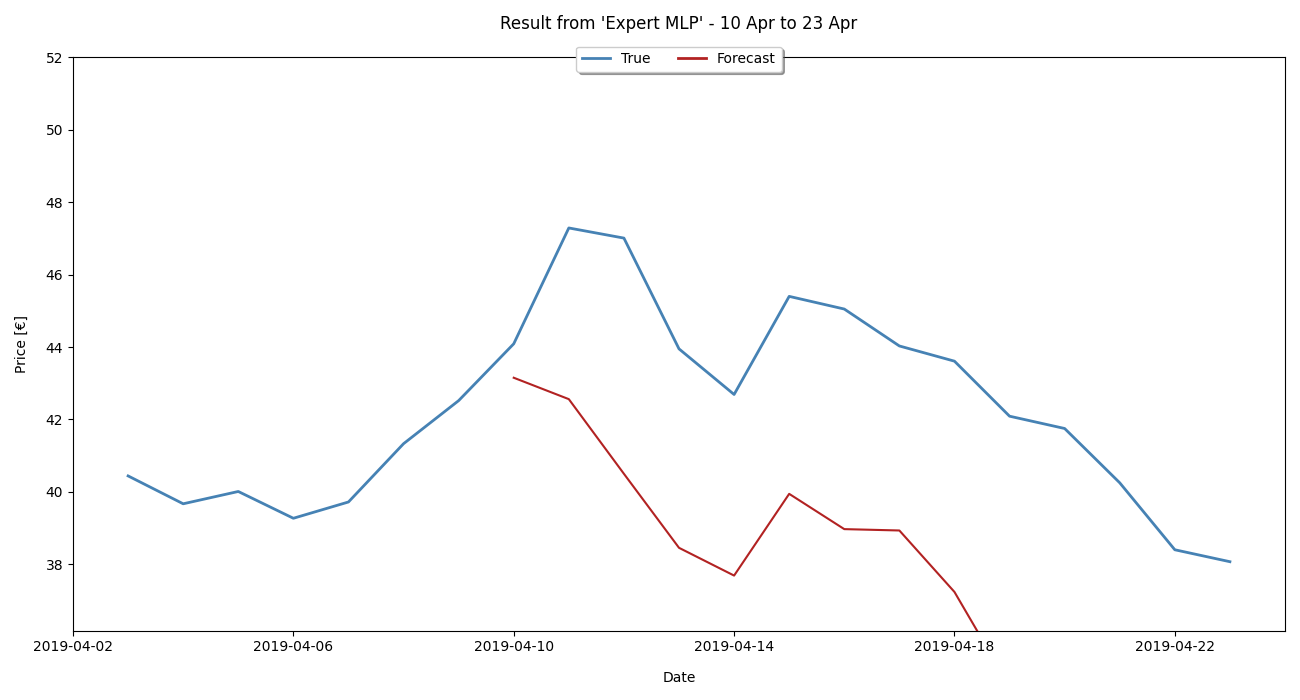 Result from 'Expert MLP' - 10 Apr to 23 Apr
True Forecast
52
50
48
46
44
42
40
38
Price [€]
2019-04-02 2019-04-06 2019-04-10 2019-04-14 2019-04-18 2019-04-22
Date